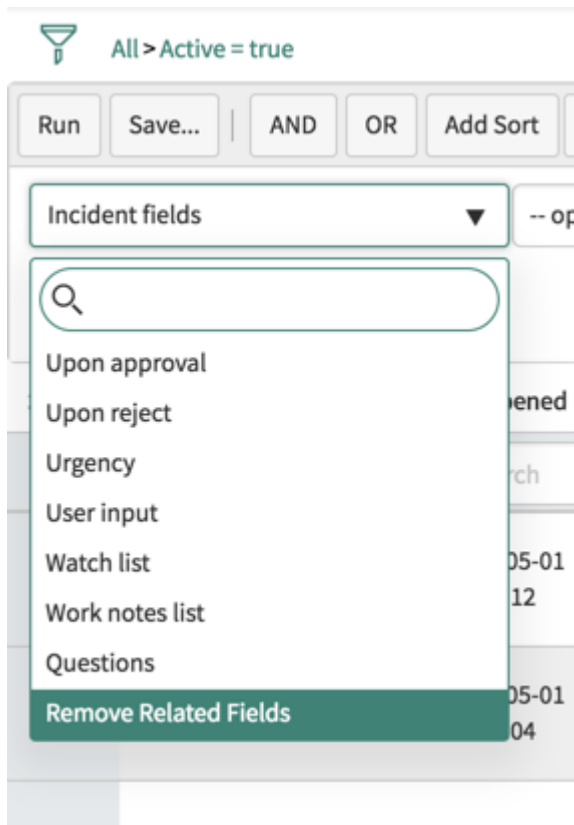 All > Active = true
Run Save... AND OR Add Sort
Incident fields -- op
Upon approval
Upon reject
Urgency
User input
Watch list
Work notes list
Questions
Remove Related Fields
ened
rch
05-01
12
05-01
04